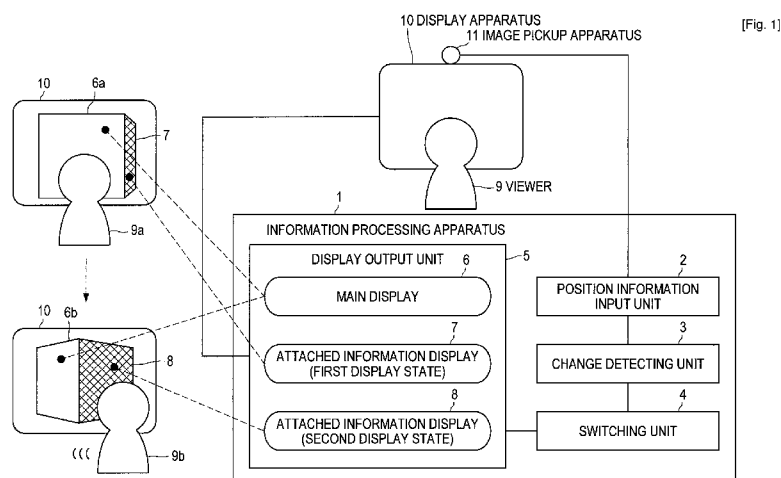 [Fig. 1]
10 DISPLAY APPARATUS
11 IMAGE PICKUP APPARATUS
10
6a
7
9a
9 VIEWER
1
INFORMATION PROCESSING APPARATUS
DISPLAY OUTPUT UNIT
5
6
MAIN DISPLAY
2
POSITION INFORMATION
INPUT UNIT
7
ATTACHED INFORMATION DISPLAY
(FIRST DISPLAY STATE)
3
CHANGE DETECTING UNIT
8
ATTACHED INFORMATION DISPLAY
(SECOND DISPLAY STATE)
4
SWITCHING UNIT
10
6b
8
9b